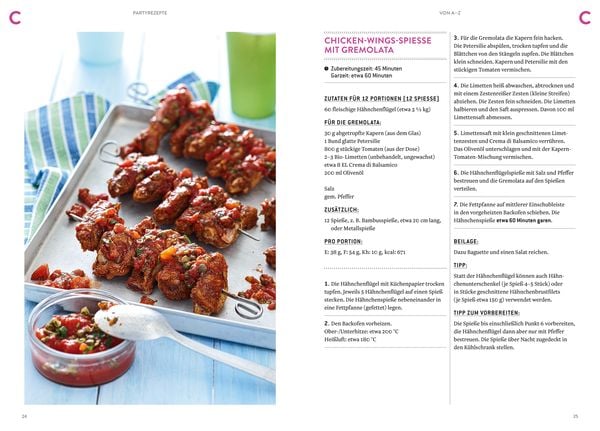 C
PARTYREZEPTE
24
VON A–Z
C
CHICKEN-WINGS-SPIESSE
MIT GREMOLATA
Zubereitungszeit: 45 Minuten
Garzeit: etwa 60 Minuten
ZUTATEN FÜR 12 PORTIONEN [12 SPIESSE]
60 fleischige Hähnchenflügel (etwa 2 ½ kg)
FÜR DIE GREMOLATA:
30 g abgetropfte Kapern (aus dem Glas)
1 Bund glatte Petersilie
800 g stückige Tomaten (aus der Dose)
2–3 Bio-Limetten (unbehandelt, ungewachst)
etwa 8 EL Crema di Balsamico
200 ml Olivenöl
Salz
gem. Pfeffer
ZUSÄTZLICH:
12 Spieße, z. B. Bambusspieße, etwa 20 cm lang,
oder Metallspieße
PRO PORTION:
E: 38 g, F: 54 g, Kh: 10 g, kcal: 671
1. Die Hähnchenflügel mit Küchenpapier trocken
tupfen. Jeweils 5 Hähnchenflügel auf einen Spieß
stecken. Die Hähnchenspieße nebeneinander in
eine Fettpfanne (gefettet) legen.
2. Den Backofen vorheizen.
Ober-/Unterhitze: etwa 200 °C
Heißluft: etwa 180 °C
3. Für die Gremolata die Kapern fein hacken.
Die Petersilie abspülen, trocken tupfen und die
Blättchen von den Stängeln zupfen. Die Blättchen
klein schneiden. Kapern und Petersilie mit den
stückigen Tomaten vermischen.
4. Die Limetten heiß abwaschen, abtrocknen und
mit einem Zestenreißer Zesten (kleine Streifen)
abziehen. Die Zesten fein schneiden. Die Limetten
halbieren und den Saft auspressen. Davon 100 ml
Limettensaft abmessen.
5. Limettensaft mit klein geschnittenen Limet-
tenzesten und Crema di Balsamico verrühren.
Das Olivenöl unterschlagen und mit der Kapern-
Tomaten-Mischung vermischen.
6. Die Hähnchenflügelspieße mit Salz und Pfeffer
bestreuen und die Gremolata auf den Spießen
verteilen.
7. Die Fettpfanne auf mittlerer Einschubleiste
in den vorgeheizten Backofen schieben. Die
Hähnchenspieße etwa 60 Minuten garen.
BEILAGE:
Dazu Baguette und einen Salat reichen.
TIPP:
Statt der Hähnchenflügel können auch Hähn-
chenunterschenkel (je Spieß 4–5 Stück) oder
in Stücke geschnittene Hähnchenbrustfilets
(je Spieß etwa 150 g) verwendet werden.
TIPP ZUM VORBEREITEN:
Die Spieße bis einschließlich Punkt 6 vorbereiten,
die Hähnchenflügel dann aber nur mit Pfeffer
bestreuen. Die Spieße über Nacht zugedeckt in
den Kühlschrank stellen.
25